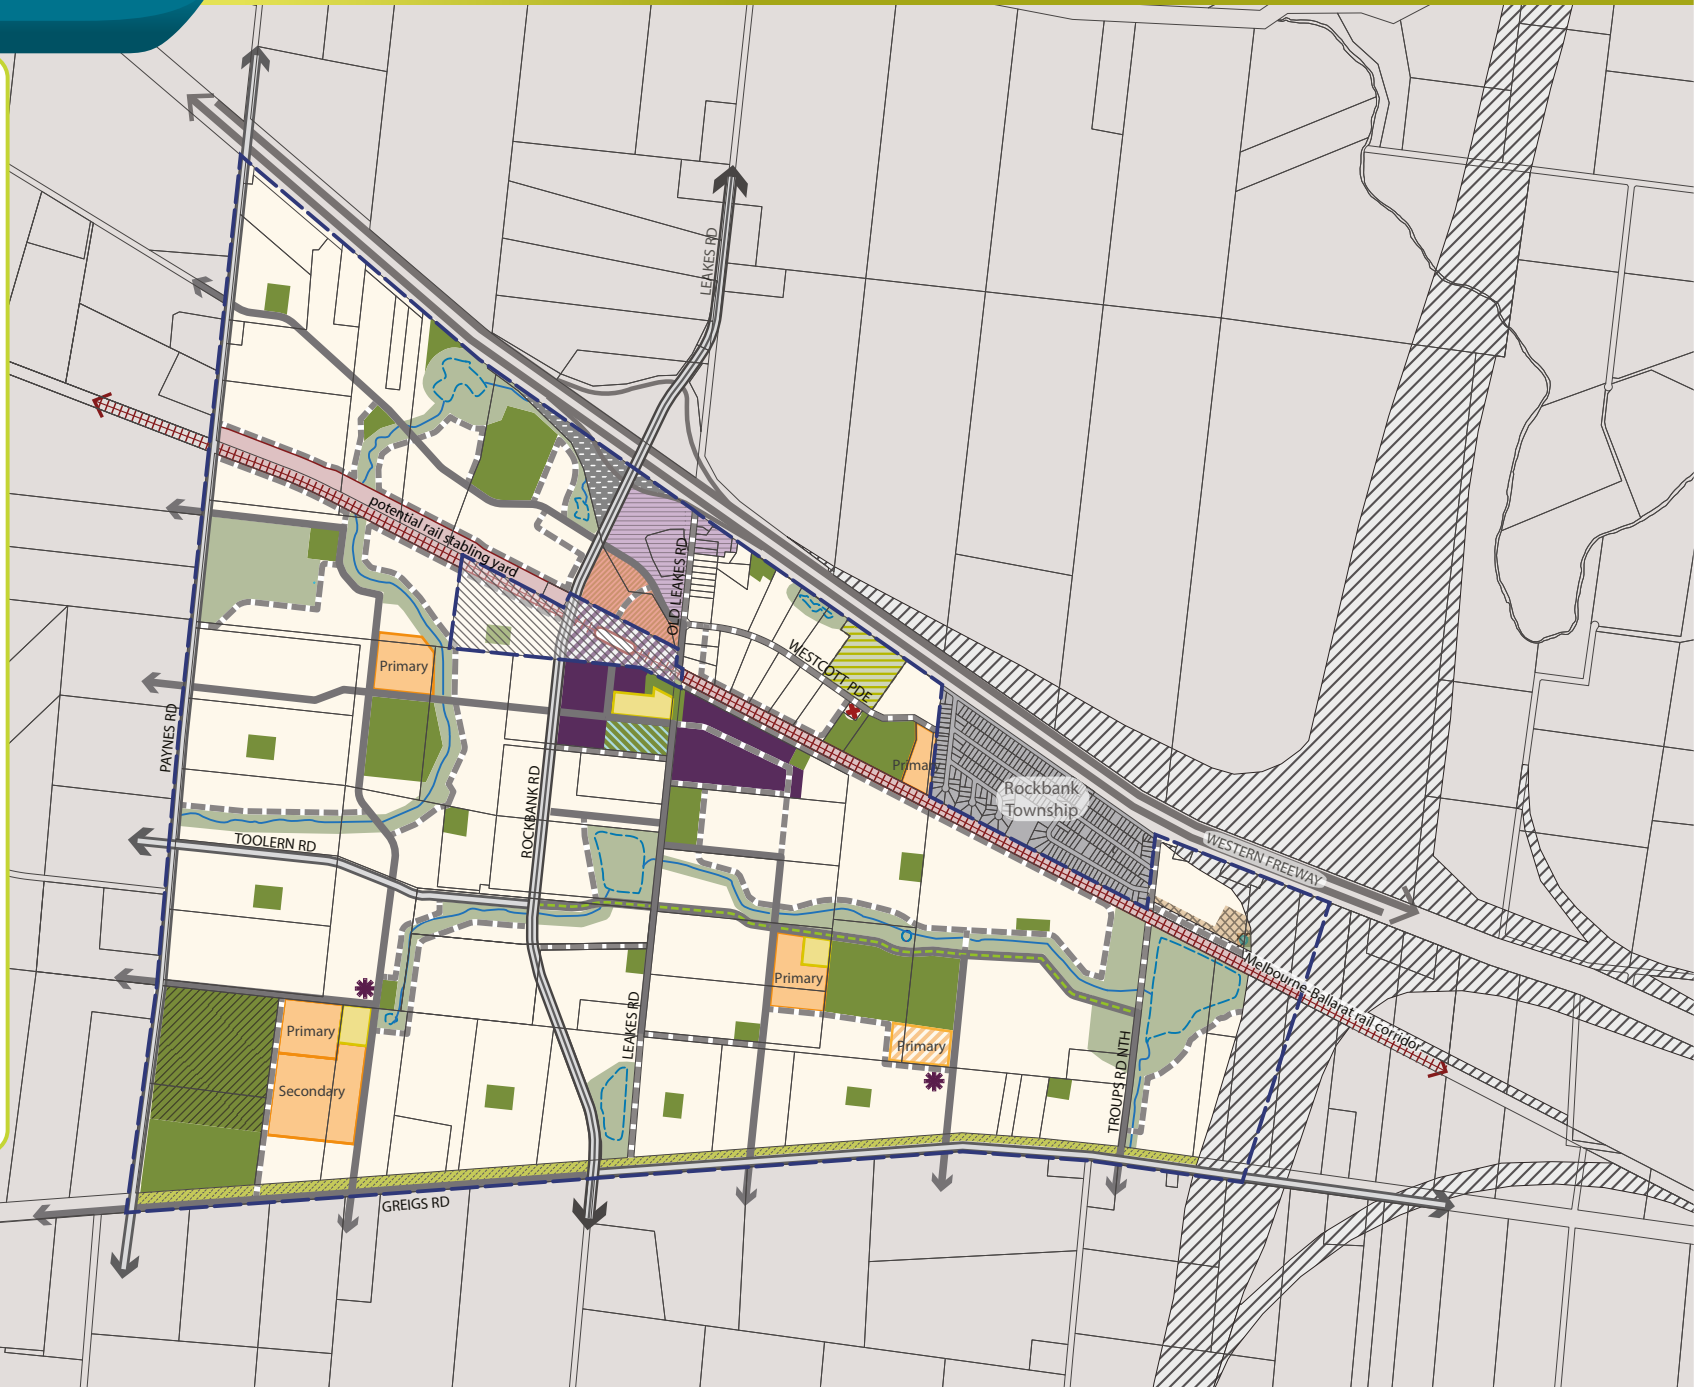 LEAKES RD
potential rail stabling yard
OLD LEAKES RD
WESTCOTT PDE
Primary
PAYNES RD
Primary
Rockbank
Township
ROCKBANK RD
TOOLERN RD
WESTERN FREEWAY
Primary
Melbourne-Ballarat rail corridor
LEAKES RD
Primary
Primary
TROUPS RD NTH
Secondary
GREIGS RD